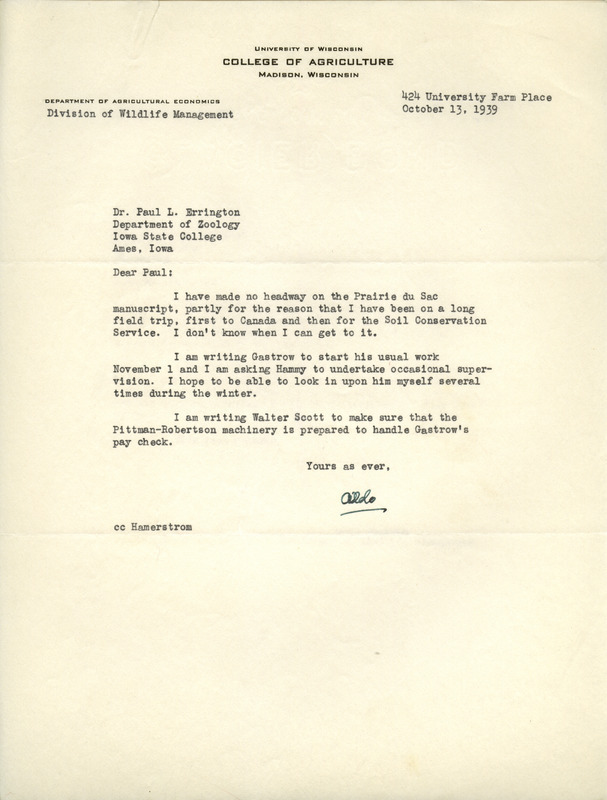 University of Wisconsin
COLLEGE OF AGRICULTURE
Madison, Wisconsin
DEPARTMENT OF AGRICULTURAL ECONOMICS
Division of Wildlife Management
424 University Farm Place
October 13, 1939
Dr. Paul L. Errington
Department of Zoology
Iowa State College
Ames, Iowa
Dear Paul:
I have made no headway on the Prairie du Sac
manuscript, partly for the reason that I have been on a long
field trip, first to Canada and then for the Soil Conservation
Service. I don't know when I can get to it.
I am writing Gastrow to start his usual work
November 1 and I am asking Hammy to undertake occasional super-
vision. I hope to be able to look in upon him myself several
times during the winter.
I am writing Walter Scott to make sure that the
Pittman-Robertson machinery is prepared to handle Gastrow's
pay check.
Yours as ever,
Aldo
cc Hamerstrom